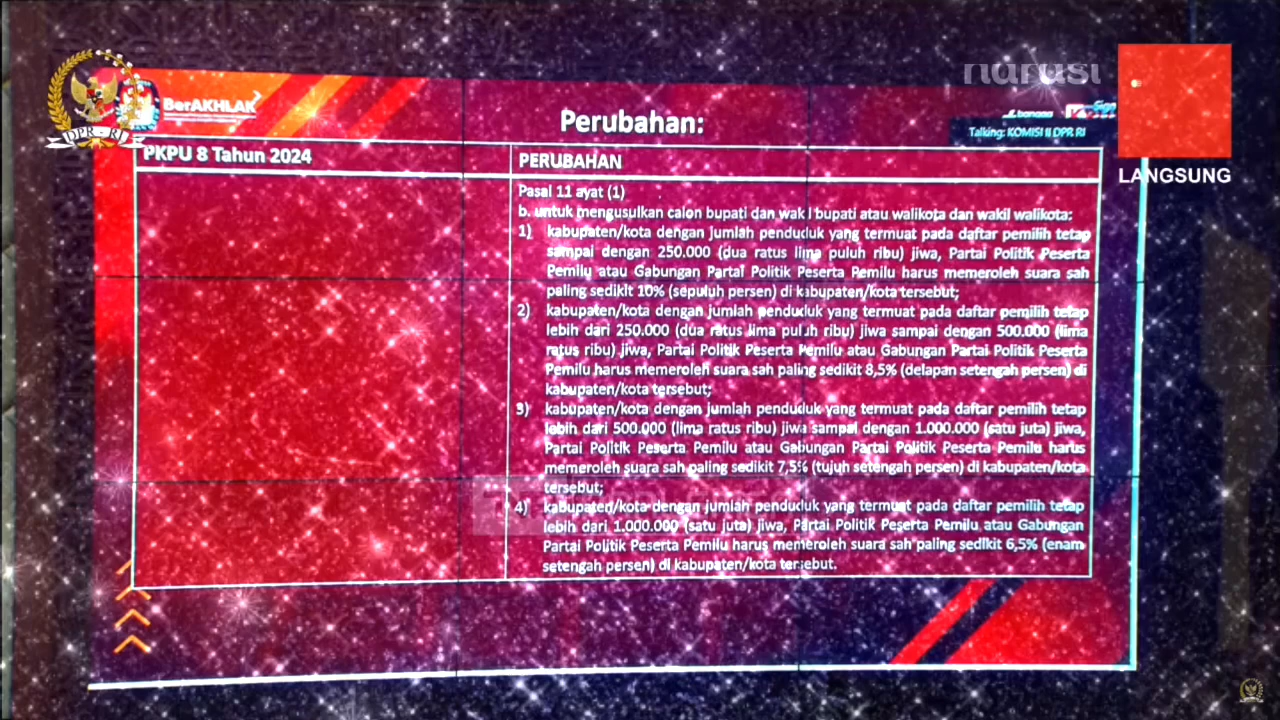 narasi
DPR - RI
BerAKHLAK
bangga
Talking: KOMISI II DPR RI
LANGSUNG
Perubahan:
PKPU 8 Tahun 2024
PERUBAHAN
Pasal 11 ayat (1)
b. untuk mengusulkan calon bupati dan wakil bupati atau walikota dan wakil walikota:
1) kabupaten/kota dengan jumlah penduduk yang termuat pada daftar pemilih tetap
sampai dengan 250.000 (dua ratus lima puluh ribu) jiwa, Partai Politik Peserta
Pemilu atau Gabungan Partai Politik Peserta Pemilu harus memeroleh suara sah
paling sedikit 10% (sepuluh persen) di kabupaten/kota tersebut;
2) kabupaten/kota dengan jumlah penduduk yang termuat pada daftar pemilih tetap
lebih dari 250.000 (dua ratus lima puluh ribu) jiwa sampai dengan 500.000 (lima
ratus ribu) jiwa, Partai Politik Peserta Pemilu atau Gabungan Partai Politik Peserta
Pemilu harus memeroleh suara sah paling sedikit 8,5% (delapan setengah persen) di
kabupaten/kota tersebut;
3) kabupaten/kota dengan jumlah penduduk yang termuat pada daftar pemilih tetap
lebih dari 500.000 (lima ratus ribu) jiwa sampai dengan 1.000.000 (satu juta) jiwa,
Partai Politik Peserta Pemilu atau Gabungan Partai Politik Peserta Pemilu harus
memeroleh suara sah paling sedikit 7,5% (tujuh setengah persen) di kabupaten/kota
tersebut;
4) kabupaten/kota dengan jumlah penduduk yang termuat pada daftar pemilih tetap
lebih dari 1.000.000 (satu juta) jiwa, Partai Politik Peserta Pemilu atau Gabungan
Partai Politik Peserta Pemilu harus memeroleh suara sah paling sedikit 6,5% (enam
setengah persen) di kabupaten/kota tersebut.